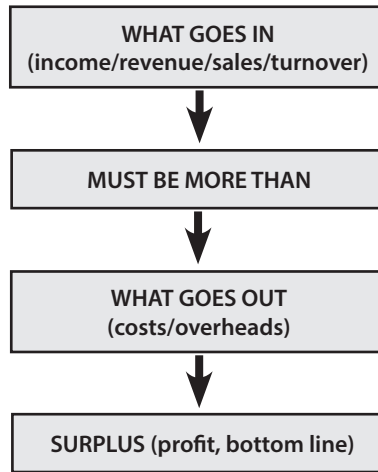 WHAT GOES IN
(income/revenue/sales/turnover)
MUST BE MORE THAN
WHAT GOES OUT
(costs/overheads)
SURPLUS (profit, bottom line)